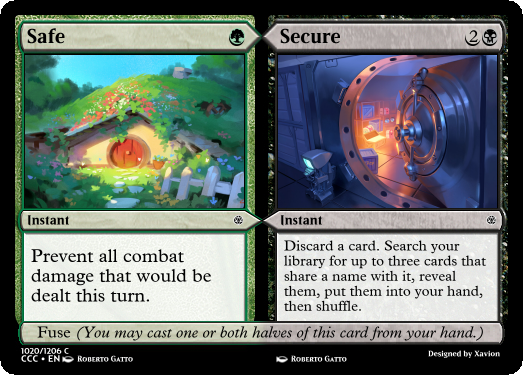 Safe
Instant
Prevent all combat
damage that would be
dealt this turn.
Secure
2
Instant
Discard a card. Search your
library for up to three cards that
share a name with it, reveal
them, put them into your hand,
then shuffle.
Fuse (You may cast one or both halves of this card from your hand.)
1020/1206 C
CCC • EN ROBERTO GATTO
ROBERTO GATTO
Designed by Xavion